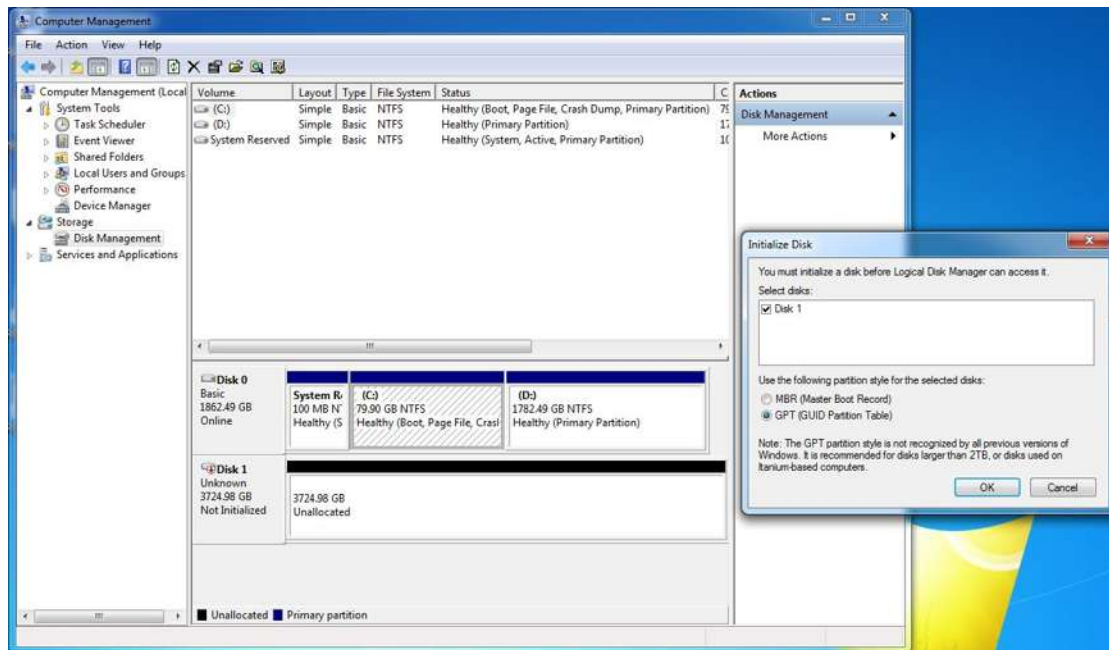 Computer Management
File Action View Help
Computer Management (Local
System Tools
Task Scheduler
Event Viewer
Shared Folders
Local Users and Groups
Performance
Device Manager
Storage
Disk Management
Services and Applications
Volume Layout Type File System Status C
(C:) Simple Basic NTFS Healthy (Boot, Page File, Crash Dump, Primary Partition) 79
(D:) Simple Basic NTFS Healthy (Primary Partition) 17
System Reserved Simple Basic NTFS Healthy (System, Active, Primary Partition) 10
Disk 0
Basic
1862.49 GB
Online
System R
100 MB N
Healthy (S
(C:)
79.90 GB NTFS
Healthy (Boot, Page File, Crasl
(D:)
1782.49 GB NTFS
Healthy (Primary Partition)
Disk 1
Unknown
3724.98 GB
Not Initialized
3724.98 GB
Unallocated
Unallocated Primary partition
Actions
Disk Management
More Actions
Initialize Disk
You must initialize a disk before Logical Disk Manager can access it.
Select disks:
Disk 1
Use the following partition style for the selected disks:
MBR (Master Boot Record)
GPT (GUID Partition Table)
Note: The GPT partition style is not recognized by all previous versions of
Windows. It is recommended for disks larger than 2TB, or disks used on
Itanium-based computers.
OK Cancel